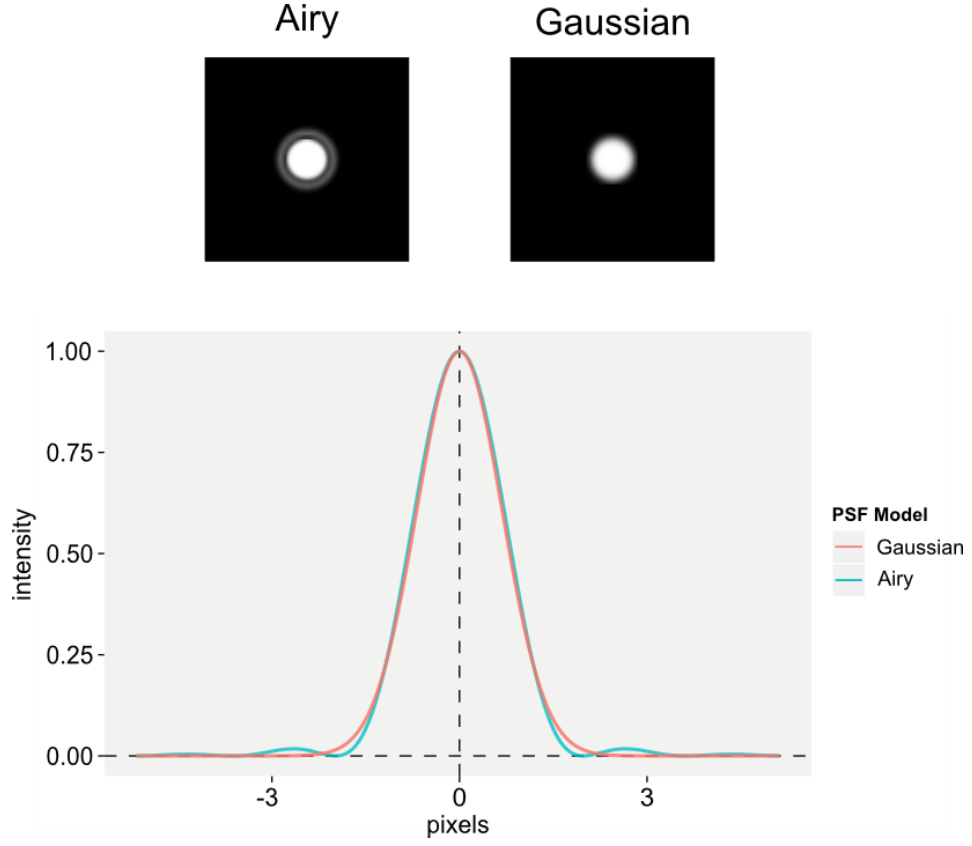 Airy
Gaussian
1.00
0.75
0.50
0.25
0.00
intensity
-3
0
3
pixels
PSF Model
Gaussian
Airy